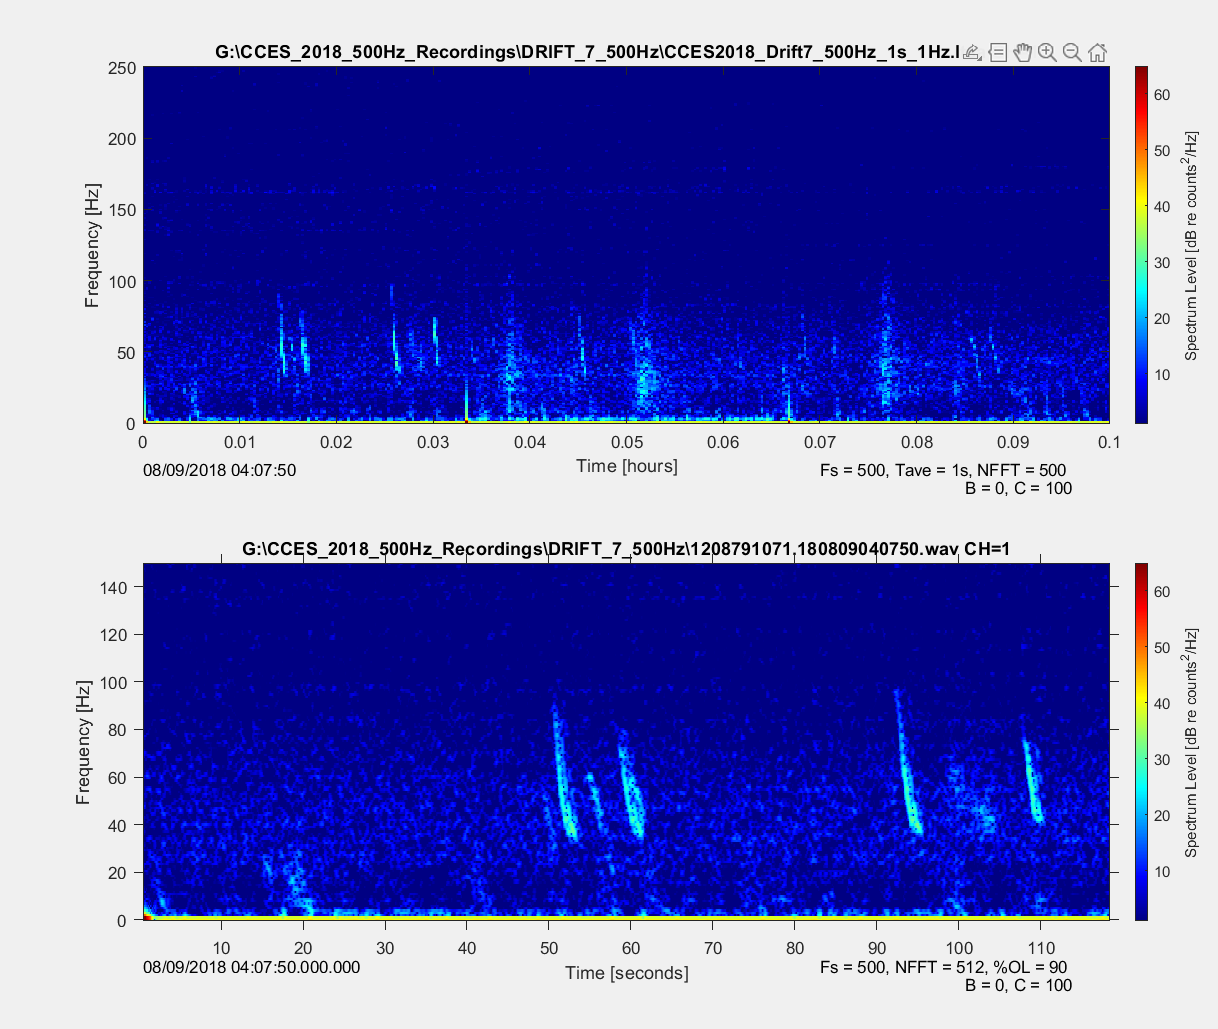 G:\CCES_2018_500Hz_Recordings\DRIFT_7_500Hz\CCES2018_Drift7_500Hz_1s_1Hz.l
250
200
150
100
50
0
Frequency [Hz]
0 0.01 0.02 0.03 0.04 0.05 0.06 0.07 0.08 0.09 0.1
Time [hours]
08/09/2018 04:07:50
Fs = 500, Tave = 1s, NFFT = 500
B = 0, C = 100
60
50
40
30
20
10
Spectrum Level [dB re counts²/Hz]
G:\CCES_2018_500Hz_Recordings\DRIFT_7_500Hz\1208791071.180809040750.wav CH=1
140
120
100
80
60
40
20
0
Frequency [Hz]
10 20 30 40 50 60 70 80 90 100 110
Time [seconds]
08/09/2018 04:07:50.000.000
Fs = 500, NFFT = 512, %OL = 90
B = 0, C = 100
60
50
40
30
20
10
Spectrum Level [dB re counts²/Hz]